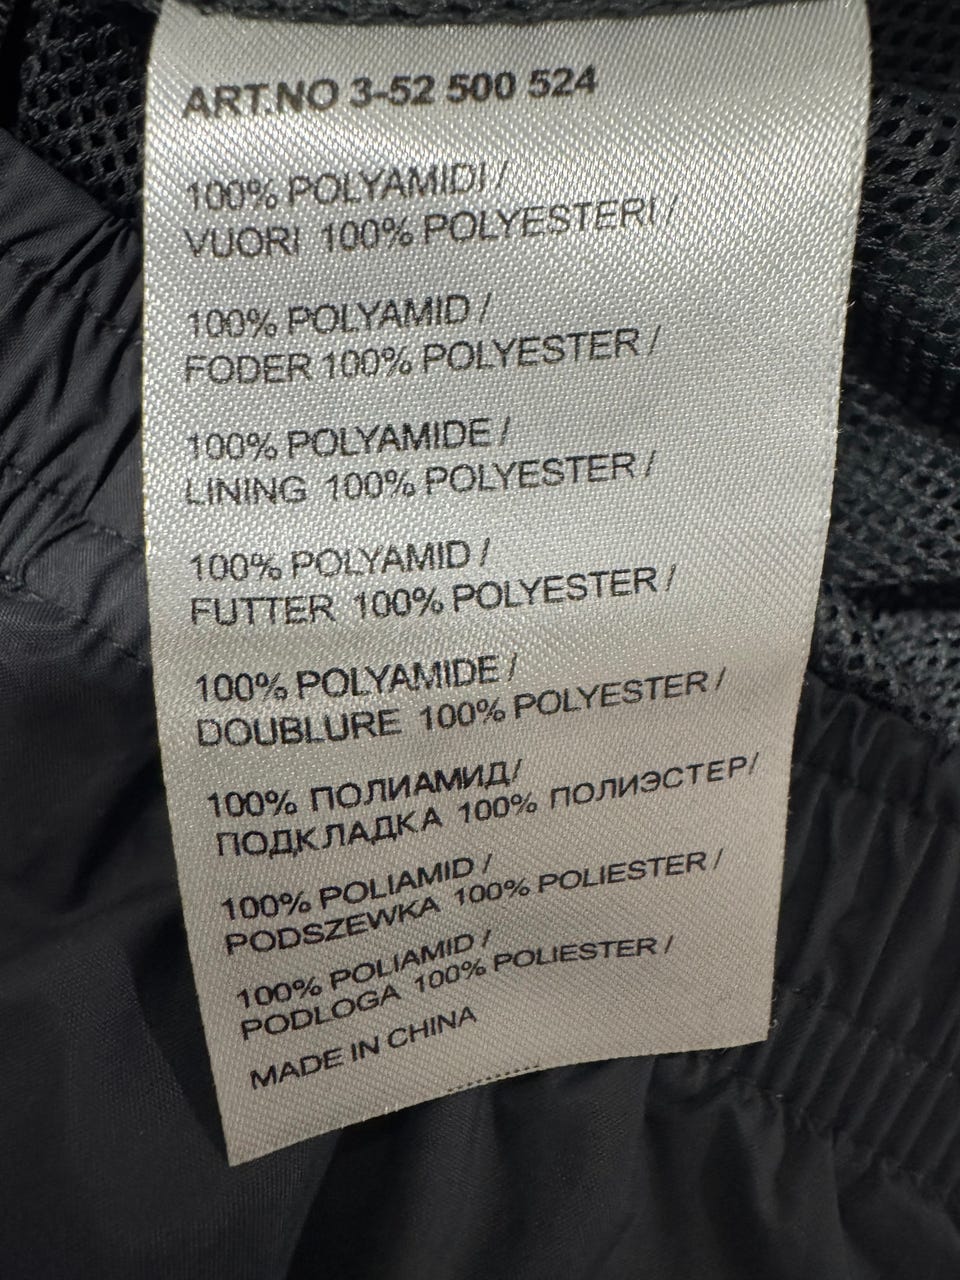 ART.NO 3-52 500 524
100% POLYAMIDI /
VUORI 100% POLYESTERI /
100% POLYAMID /
FODER 100% POLYESTER /
100% POLYAMIDE /
LINING 100% POLYESTER /
100% POLYAMID /
FUTTER 100% POLYESTER /
100% POLYAMIDE /
DOUBLURE 100% POLYESTER /
100% ПОЛИАМИД/
ПОДКЛАДКА 100% ПОЛИЭСТЕР/
100% POLIAMID /
PODSZEWKA 100% POLIESTER /
100% POLIAMID /
PODLOGA 100% POLIESTER /
MADE IN CHINA